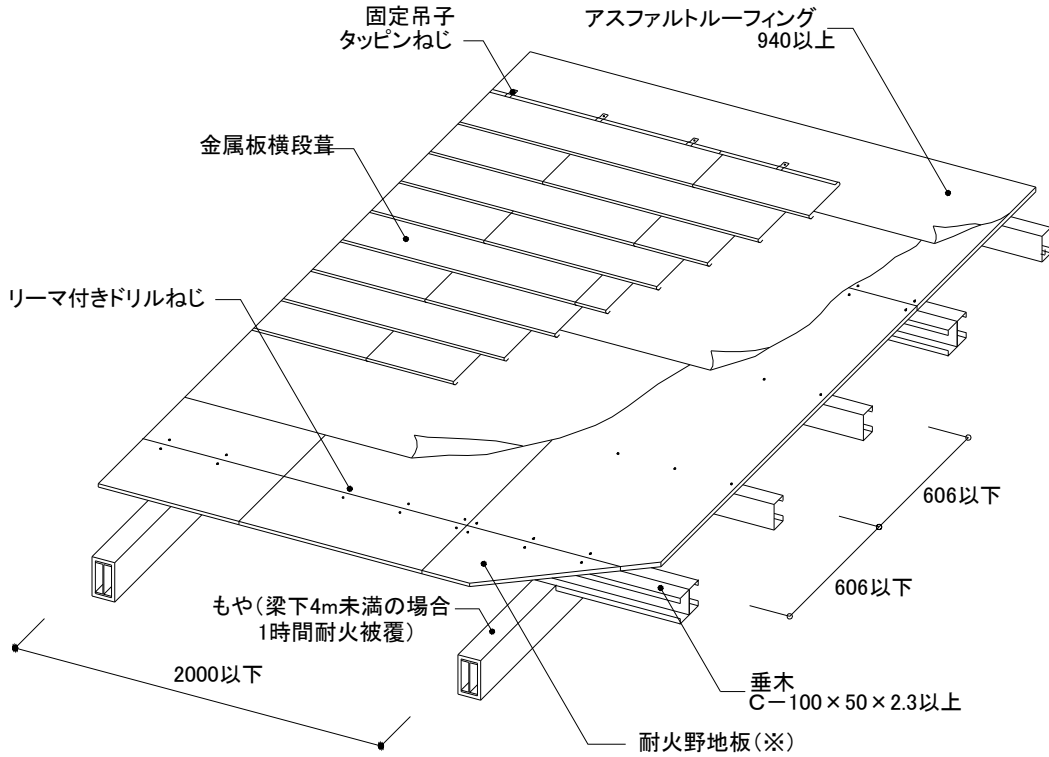 固定吊子
タッピンねじ
アスファルトルーフィング
940以上
金属板横段葺
リーマ付きドリルねじ
606以下
606以下
もや(梁下4m未満の場合
1時間耐火被覆)
2000以下
垂木
C－100×50×2.3以上
耐火野地板(※)